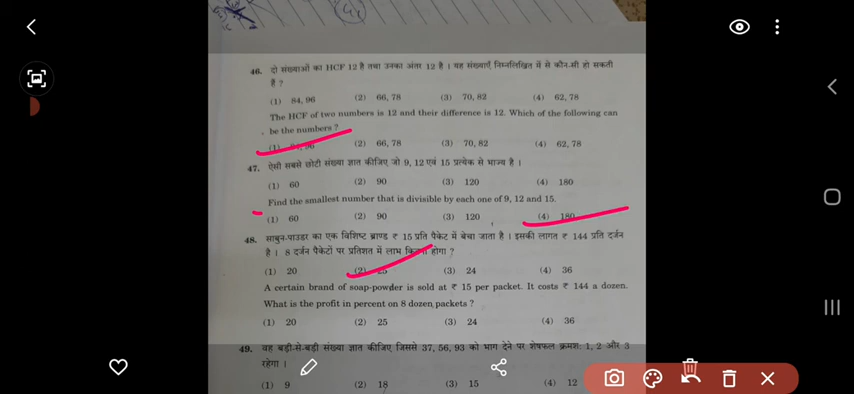 46. दो संख्याओं का HCF 12 है तथा उनका अंतर 12 है । यह संख्याएँ निम्नलिखित में से कौन-सी हो सकती
हैं ?
(1) 84, 96 (2) 66, 78 (3) 70, 82 (4) 62, 78
The HCF of two numbers is 12 and their difference is 12. Which of the following can
be the numbers ?
(1) 84, 96 (2) 66, 78 (3) 70, 82 (4) 62, 78
47. ऐसी सबसे छोटी संख्या ज्ञात कीजिए जो 9, 12 एवं 15 प्रत्येक से भाज्य है ।
(1) 60 (2) 90 (3) 120 (4) 180
Find the smallest number that is divisible by each one of 9, 12 and 15.
(1) 60 (2) 90 (3) 120 (4) 180
48. साबुन-पाउडर का एक विशिष्ट ब्राण्ड ₹ 15 प्रति पैकेट में बेचा जाता है । इसकी लागत ₹ 144 प्रति दर्जन
है । 8 दर्जन पैकेटों पर प्रतिशत में लाभ कितना होगा ?
(1) 20 (2) 25 (3) 24 (4) 36
A certain brand of soap-powder is sold at ₹ 15 per packet. It costs ₹ 144 a dozen.
What is the profit in percent on 8 dozen packets ?
(1) 20 (2) 25 (3) 24 (4) 36
49. वह बड़ी-से-बड़ी संख्या ज्ञात कीजिए जिससे 37, 56, 93 को भाग देने पर शेषफल क्रमशः 1, 2 और 3
रहेगा ।
(1) 9 (2) 18 (3) 15 (4) 12